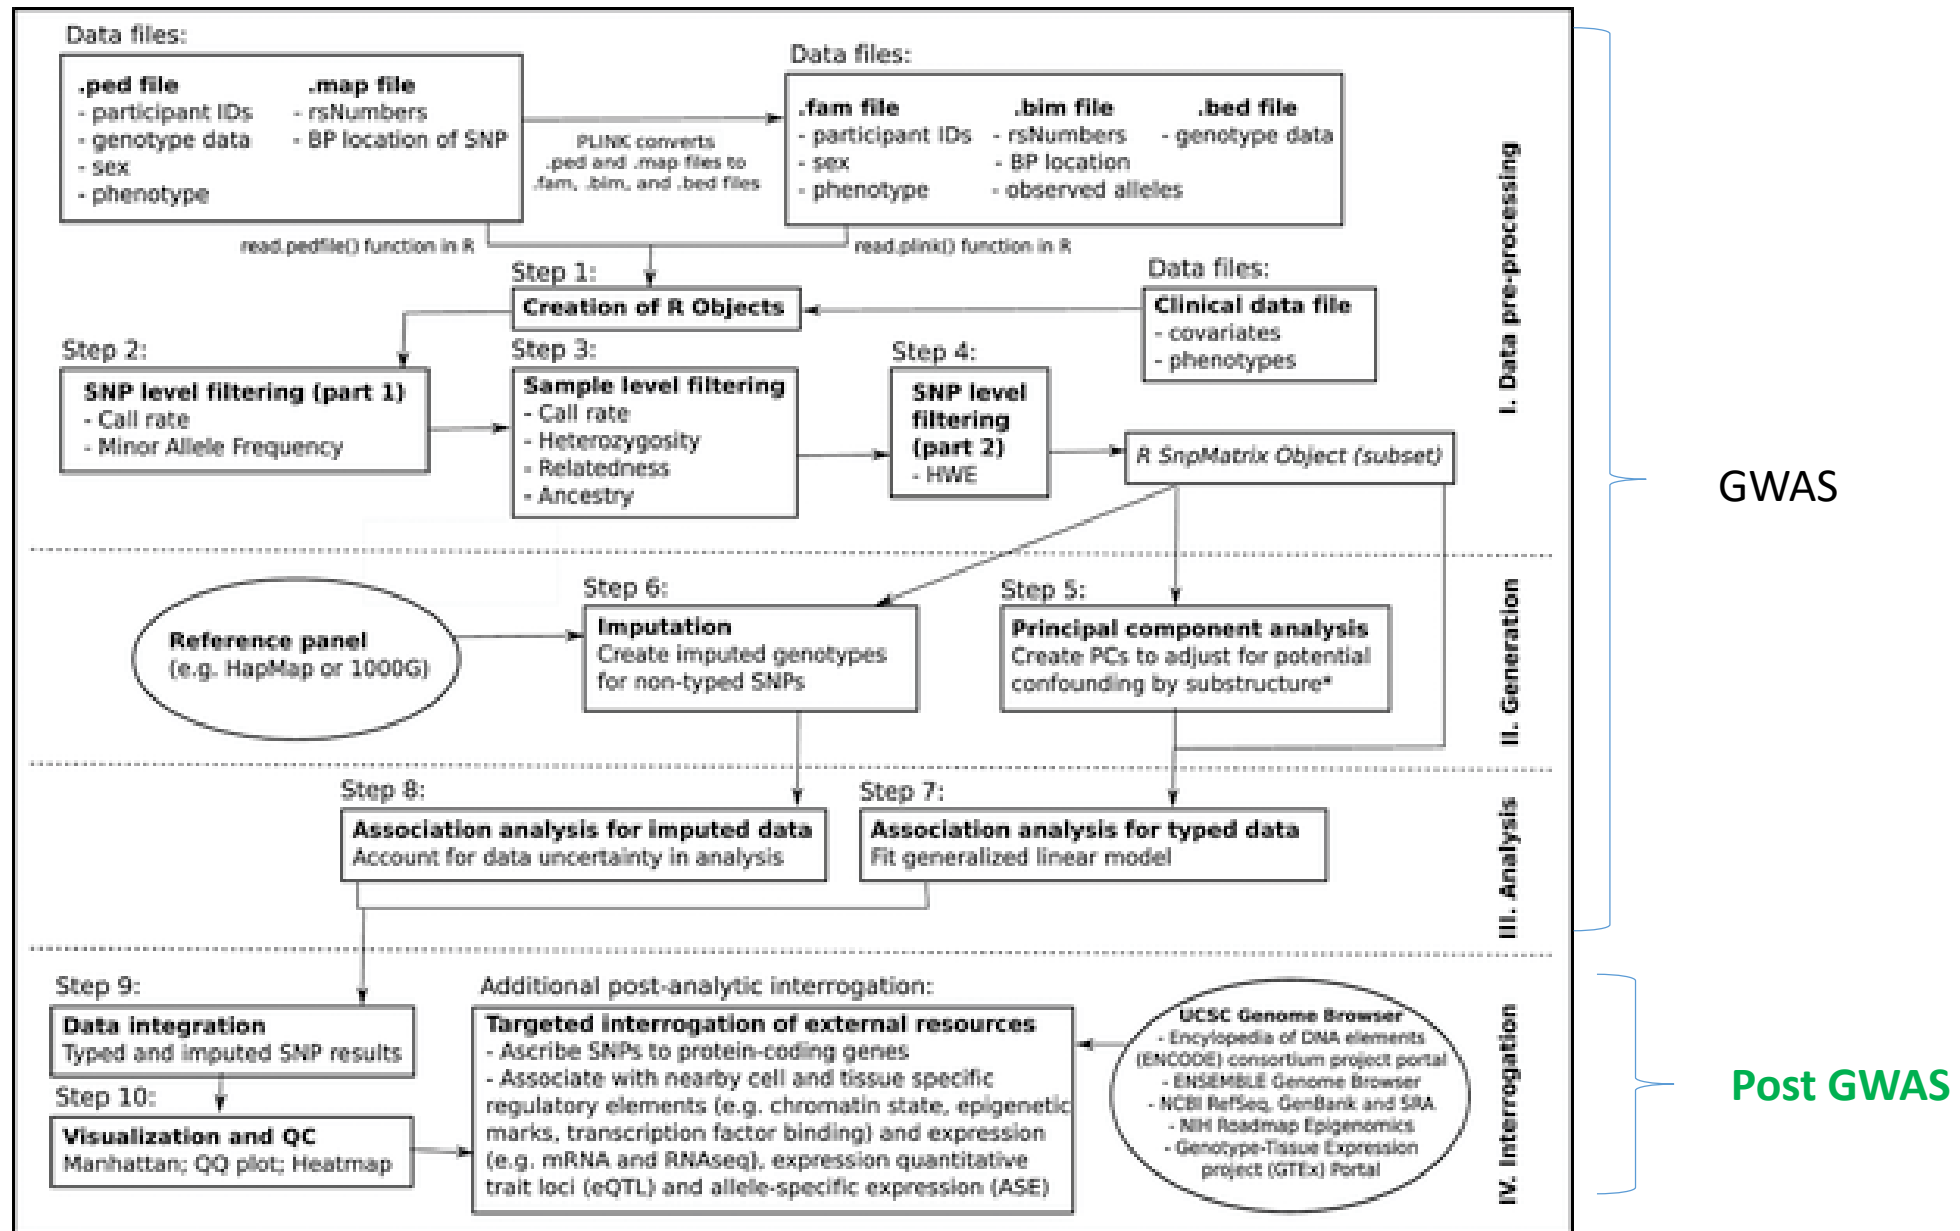 Data files:
.ped file
- participant IDs
- genotype data
- sex
- phenotype
.map file
- rsNumbers
- BP location of SNP
PLINK converts
.ped and .map files to
.fam, .bim, and .bed files
Data files:
.fam file
- participant IDs
- sex
- phenotype
.bim file
- rsNumbers
- BP location
- observed alleles
.bed file
- genotype data
read.pedfile() function in R
read.plink() function in R
Step 1:
Creation of R Objects
Data files:
Clinical data file
- covariates
- phenotypes
Step 2:
SNP level filtering (part 1)
- Call rate
- Minor Allele Frequency
Step 3:
Sample level filtering
- Call rate
- Heterozygosity
- Relatedness
- Ancestry
Step 4:
SNP level
filtering
(part 2)
- HWE
R SnpMatrix Object (subset)
I. Data pre-processing
GWAS
Reference panel
(e.g. HapMap or 1000G)
Step 6:
Imputation
Create imputed genotypes
for non-typed SNPs
Step 5:
Principal component analysis
Create PCs to adjust for potential
confounding by substructure*
II. Generation
Step 8:
Association analysis for imputed data
Account for data uncertainty in analysis
Step 7:
Association analysis for typed data
Fit generalized linear model
III. Analysis
Step 9:
Data integration
Typed and imputed SNP results
Step 10:
Visualization and QC
Manhattan; QQ plot; Heatmap
Additional post-analytic interrogation:
Targeted interrogation of external resources
- Ascribe SNPs to protein-coding genes
- Associate with nearby cell and tissue specific
regulatory elements (e.g. chromatin state, epigenetic
marks, transcription factor binding) and expression
(e.g. mRNA and RNAseq), expression quantitative
trait loci (eQTL) and allele-specific expression (ASE)
UCSC Genome Browser
- Encylopedia of DNA elements
(ENCODE) consortium project portal
- ENSEMBLE Genome Browser
- NCBI RefSeq, GenBank and SRA
- NIH Roadmap Epigenomics
- Genotype-Tissue Expression
project (GTEx) Portal
IV. Interrogation
Post GWAS